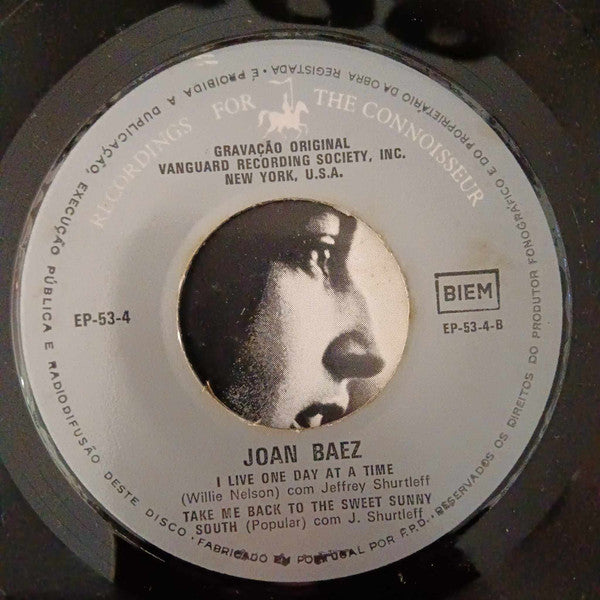 RESERVADOS OS DIREITOS DO PRODUTOR FONOGRÁFICO E DO PROPRIETÁRIO DA OBRA REGISTADA • É PROIBIDA A DUPLICAÇÃO, EXECUÇÃO PÚBLICA E RADIODIFUSÃO DESTE DISCO •
RECORDINGS FOR THE CONNOISSEUR
GRAVAÇÃO ORIGINAL
VANGUARD RECORDING SOCIETY, INC.
NEW YORK, U.S.A.
EP-53-4
BIEM
EP-53-4-B
JOAN BAEZ
I LIVE ONE DAY AT A TIME
(Willie Nelson) com Jeffrey Shurtleff
TAKE ME BACK TO THE SWEET SUNNY
SOUTH (Popular) com J. Shurtleff
FABRICADO EM PORTUGAL POR F.P.D.